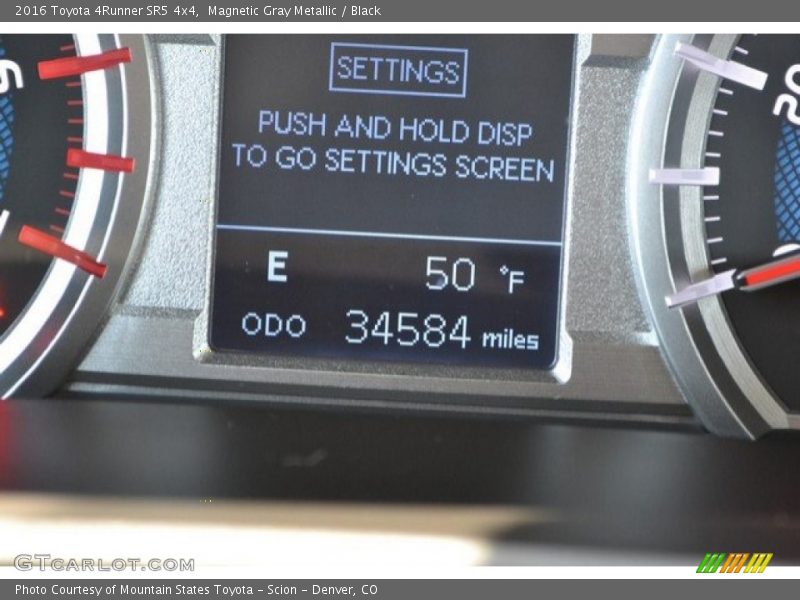 2016 Toyota 4Runner SR5 4x4,  Magnetic Gray Metallic / Black
SETTINGS
PUSH AND HOLD DISP
TO GO SETTINGS SCREEN
E 50 °F
ODO 34584 miles
20
GTCARLOT.COM
Photo Courtesy of Mountain States Toyota - Scion - Denver, CO